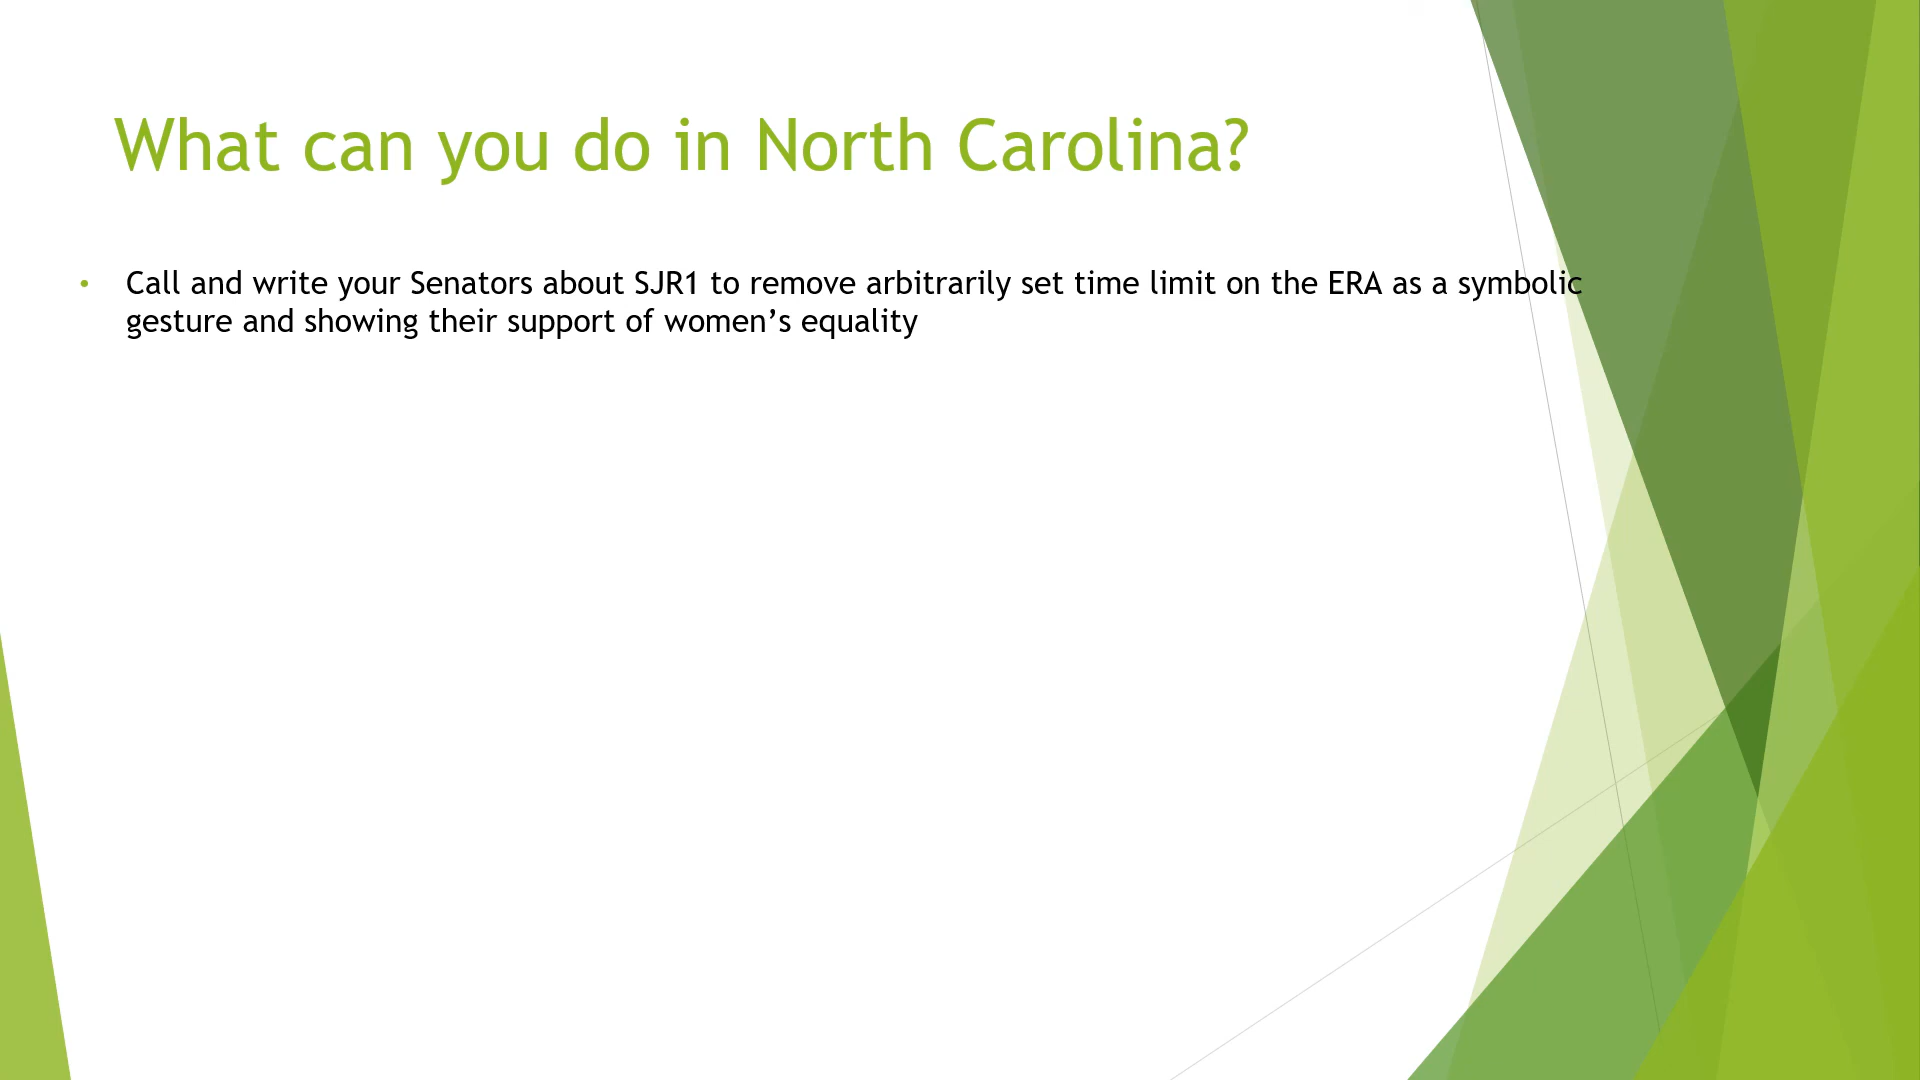 What can you do in North Carolina?
• Call and write your Senators about SJR1 to remove arbitrarily set time limit on the ERA as a symbolic
gesture and showing their support of women’s equality